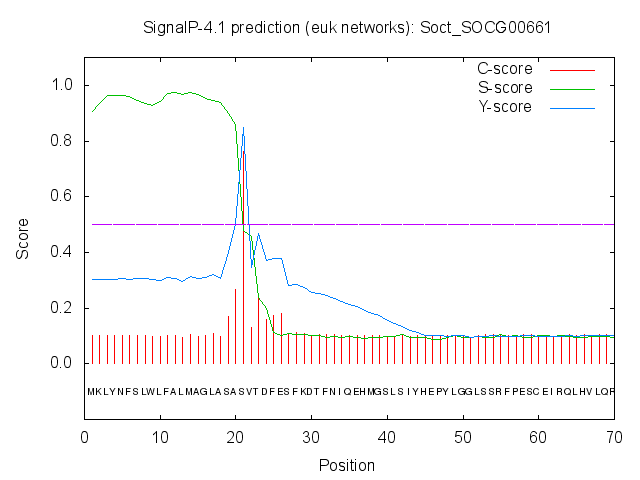 SignalP-4.1 prediction (euk networks): Soct_SOCG00661
C-score
S-score
Y-score
1.0
0.8
0.6
0.4
0.2
0.0
Score
MKLYNFSLWLFALMAGLASASVTDFESFKDTFNIQEHMGSLSIYHEPYLGGLSSRFPESCEIRQLHVLQF
0 10 20 30 40 50 60 70
Position